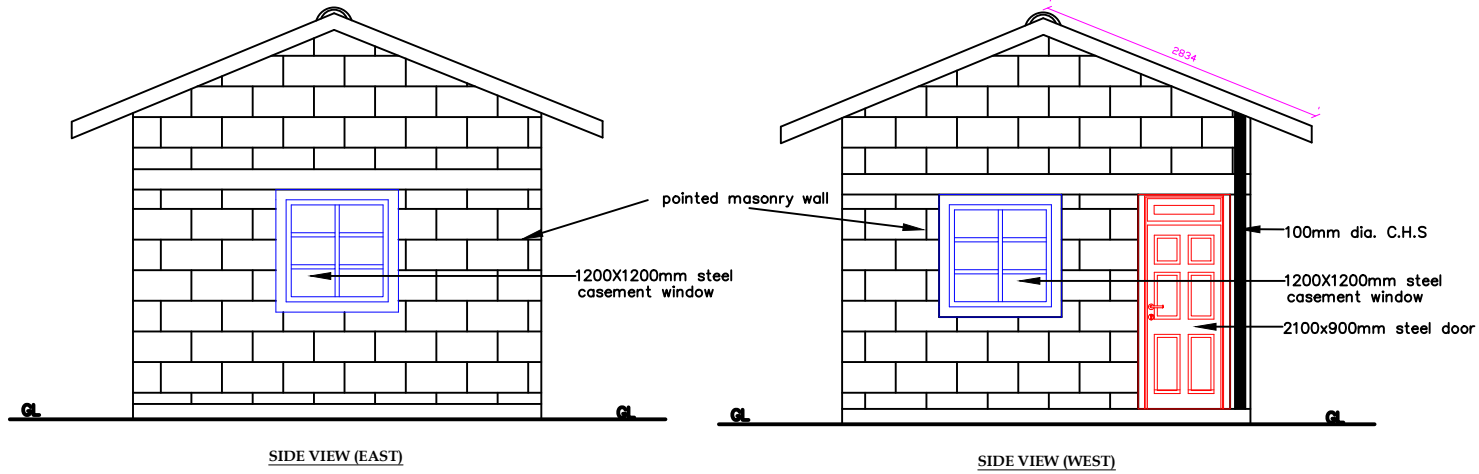 2834
pointed masonry wall
1200X1200mm steel
casement window
GL
GL
SIDE VIEW (EAST)
100mm dia. C.H.S
1200X1200mm steel
casement window
2100x900mm steel door
GL
GL
SIDE VIEW (WEST)